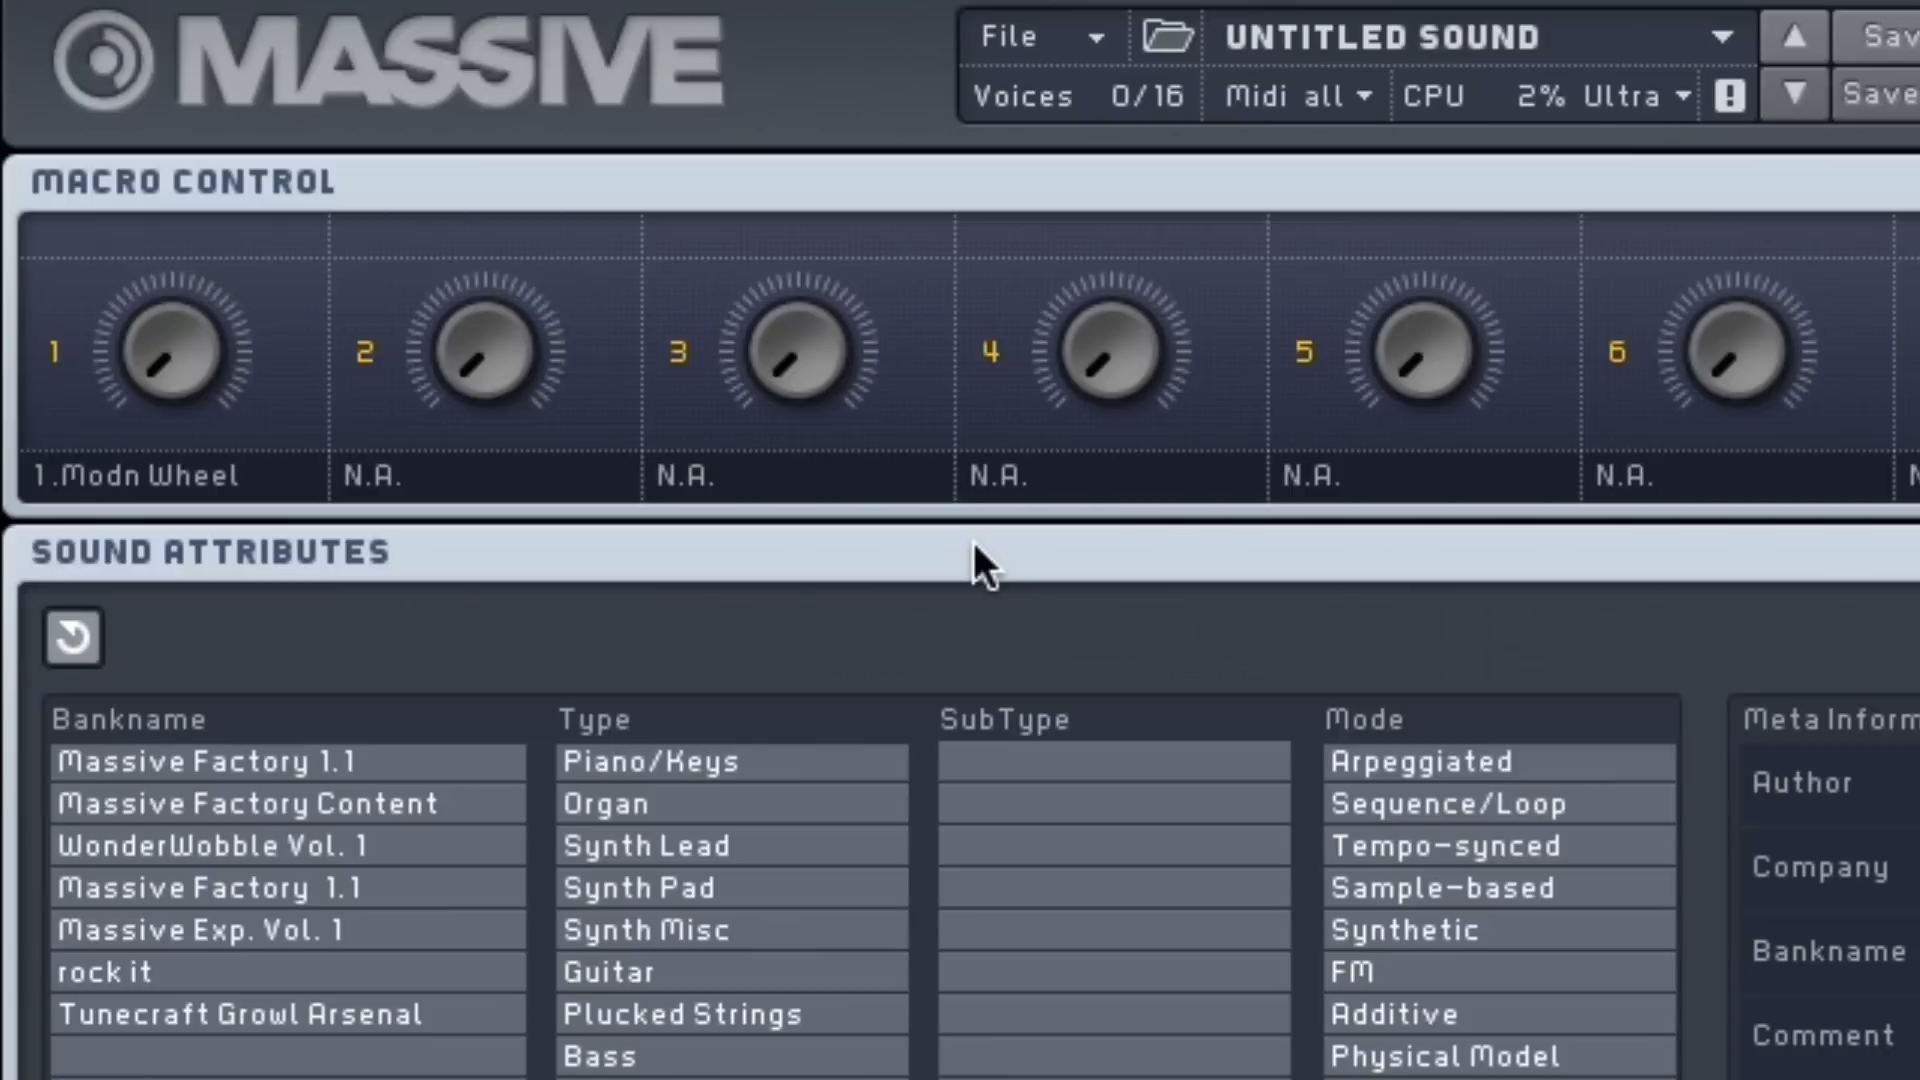 MASSIVE
File
UNTITLED SOUND
Voices 0/16
Midi all
CPU 2% Ultra
MACRO CONTROL
1
2
3
4
5
6
1.Modn Wheel
N.A.
N.A.
N.A.
N.A.
N.A.
SOUND ATTRIBUTES
Bankname
Massive Factory 1.1
Massive Factory Content
WonderWobble Vol. 1
Massive Factory 1.1
Massive Exp. Vol. 1
rock it
Tunecraft Growl Arsenal
Type
Piano/Keys
Organ
Synth Lead
Synth Pad
Synth Misc
Guitar
Plucked Strings
Bass
SubType
Mode
Arpeggiated
Sequence/Loop
Tempo-synced
Sample-based
Synthetic
FM
Additive
Physical Model
Meta Inform
Author
Company
Bankname
Comment
Sav
Save